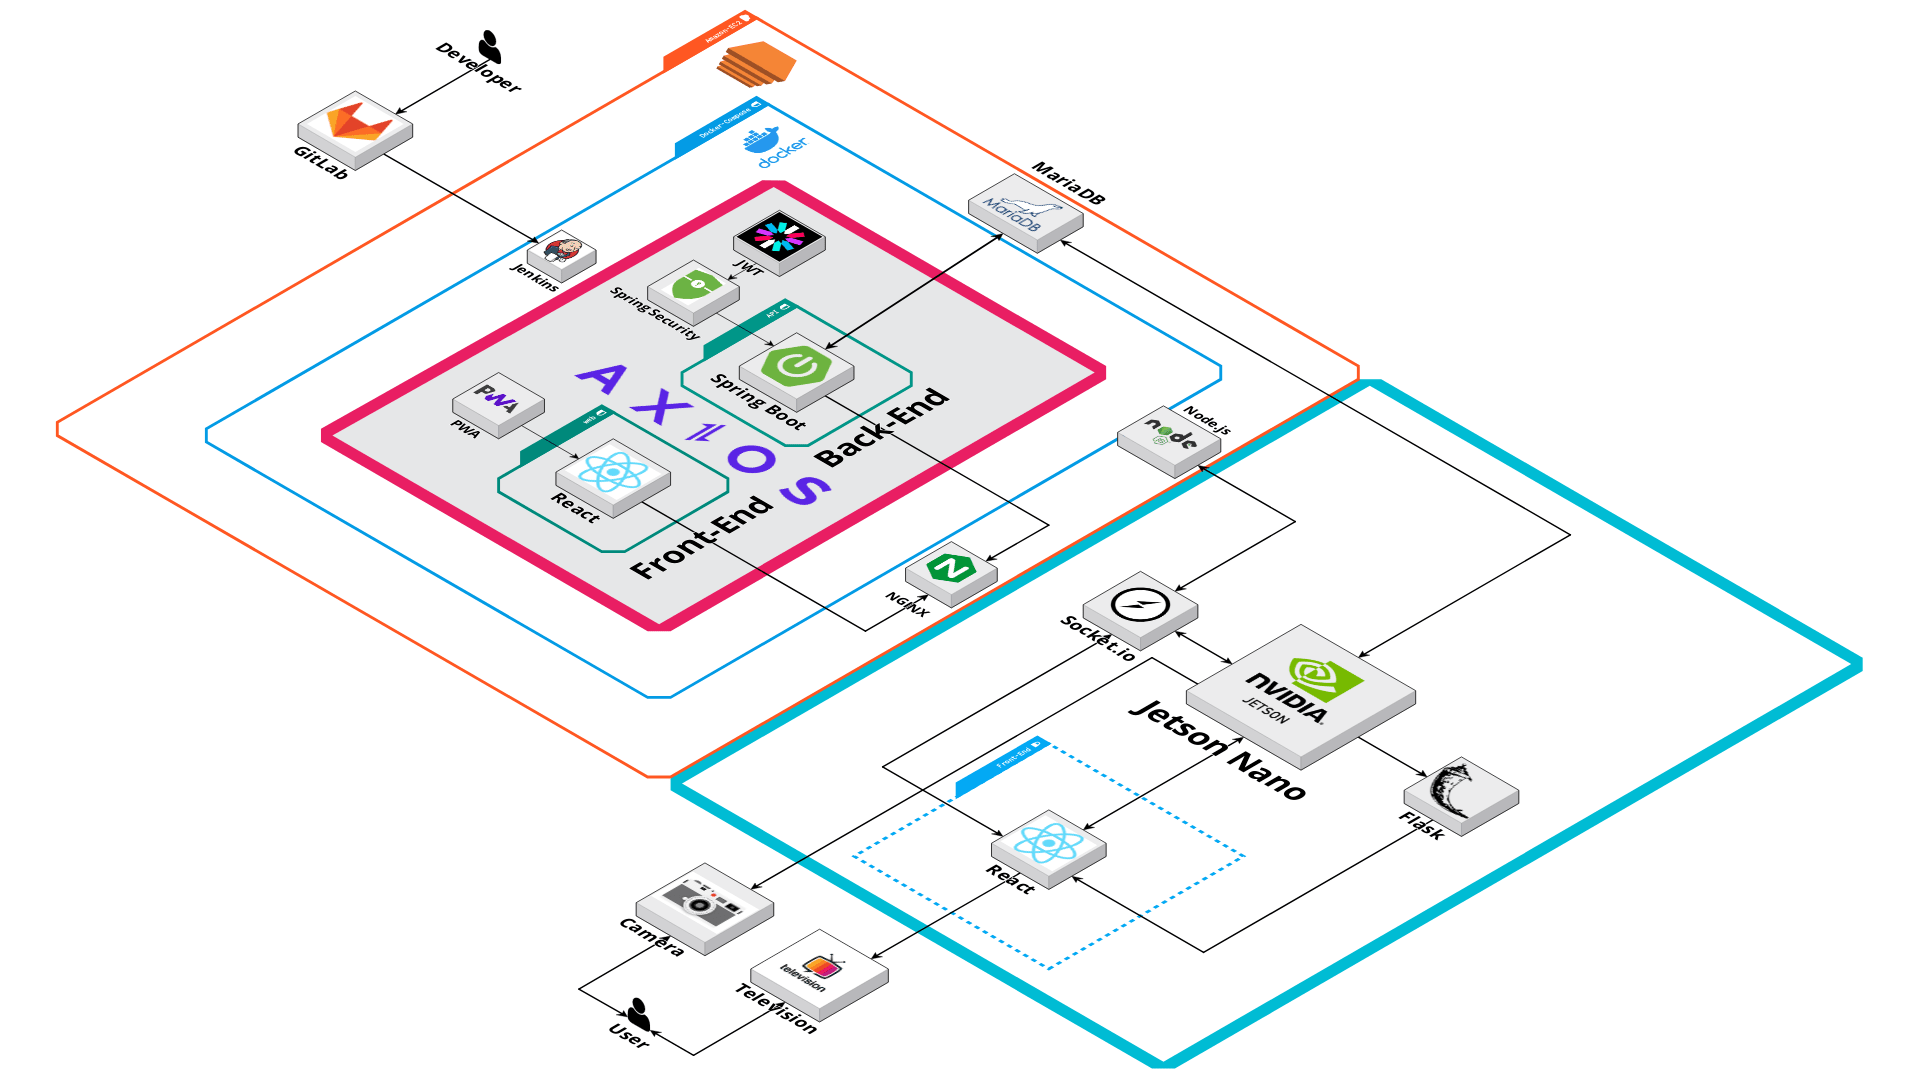 Amazon-EC2
Developer
GitLab
Docker-Compose
docker
MariaDB
MariaDB
Jenkins
JWT
Spring Security
API
Spring Boot
PWA
PWA
Web
React
A X O S
Back-End
Front-End
Node.js
node
NGINX
N
Socket.io
nVIDIA
JETSON
Jetson Nano
Front-End
Flask
React
Camera
television
Television
User